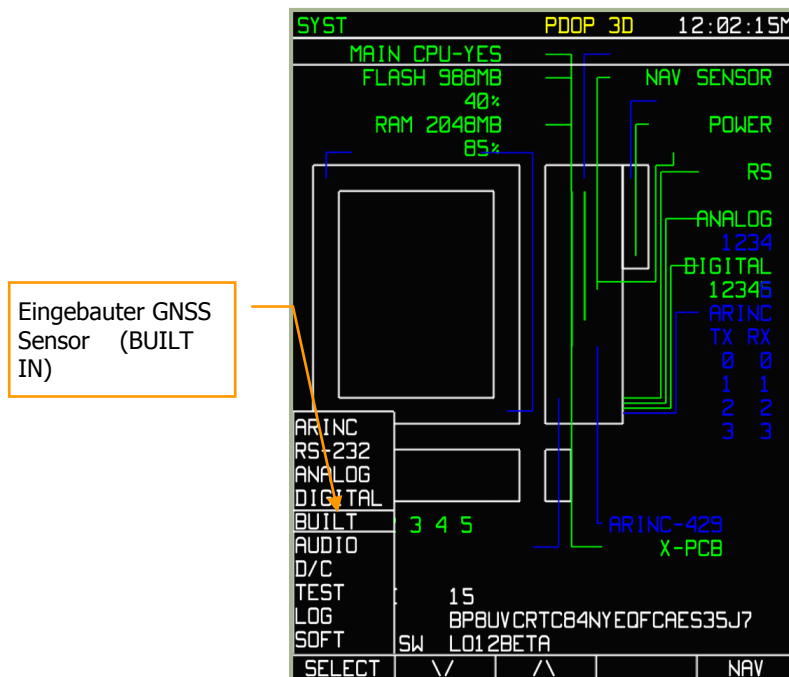 SYST PDOP 3D 12:02:15M
MAIN CPU-YES
FLASH 988MB
40%
RAM 2048MB
85%
NAV SENSOR
POWER
RS
ANALOG
1234
DIGITAL
12345
ARINC
TX RX
0 0
1 1
2 2
3 3
Eingebauter GNSS
Sensor (BUILT
IN)
ARINC
RS-232
ANALOG
DIGITAL
BUILT
AUDIO
D/C
TEST
LOG
SOFT
3 4 5
ARINC-429
X-PCB
15
BP8UVCRTC84NYEQFCAES35J7
SW L012BETA
SELECT \/ /\ NAV